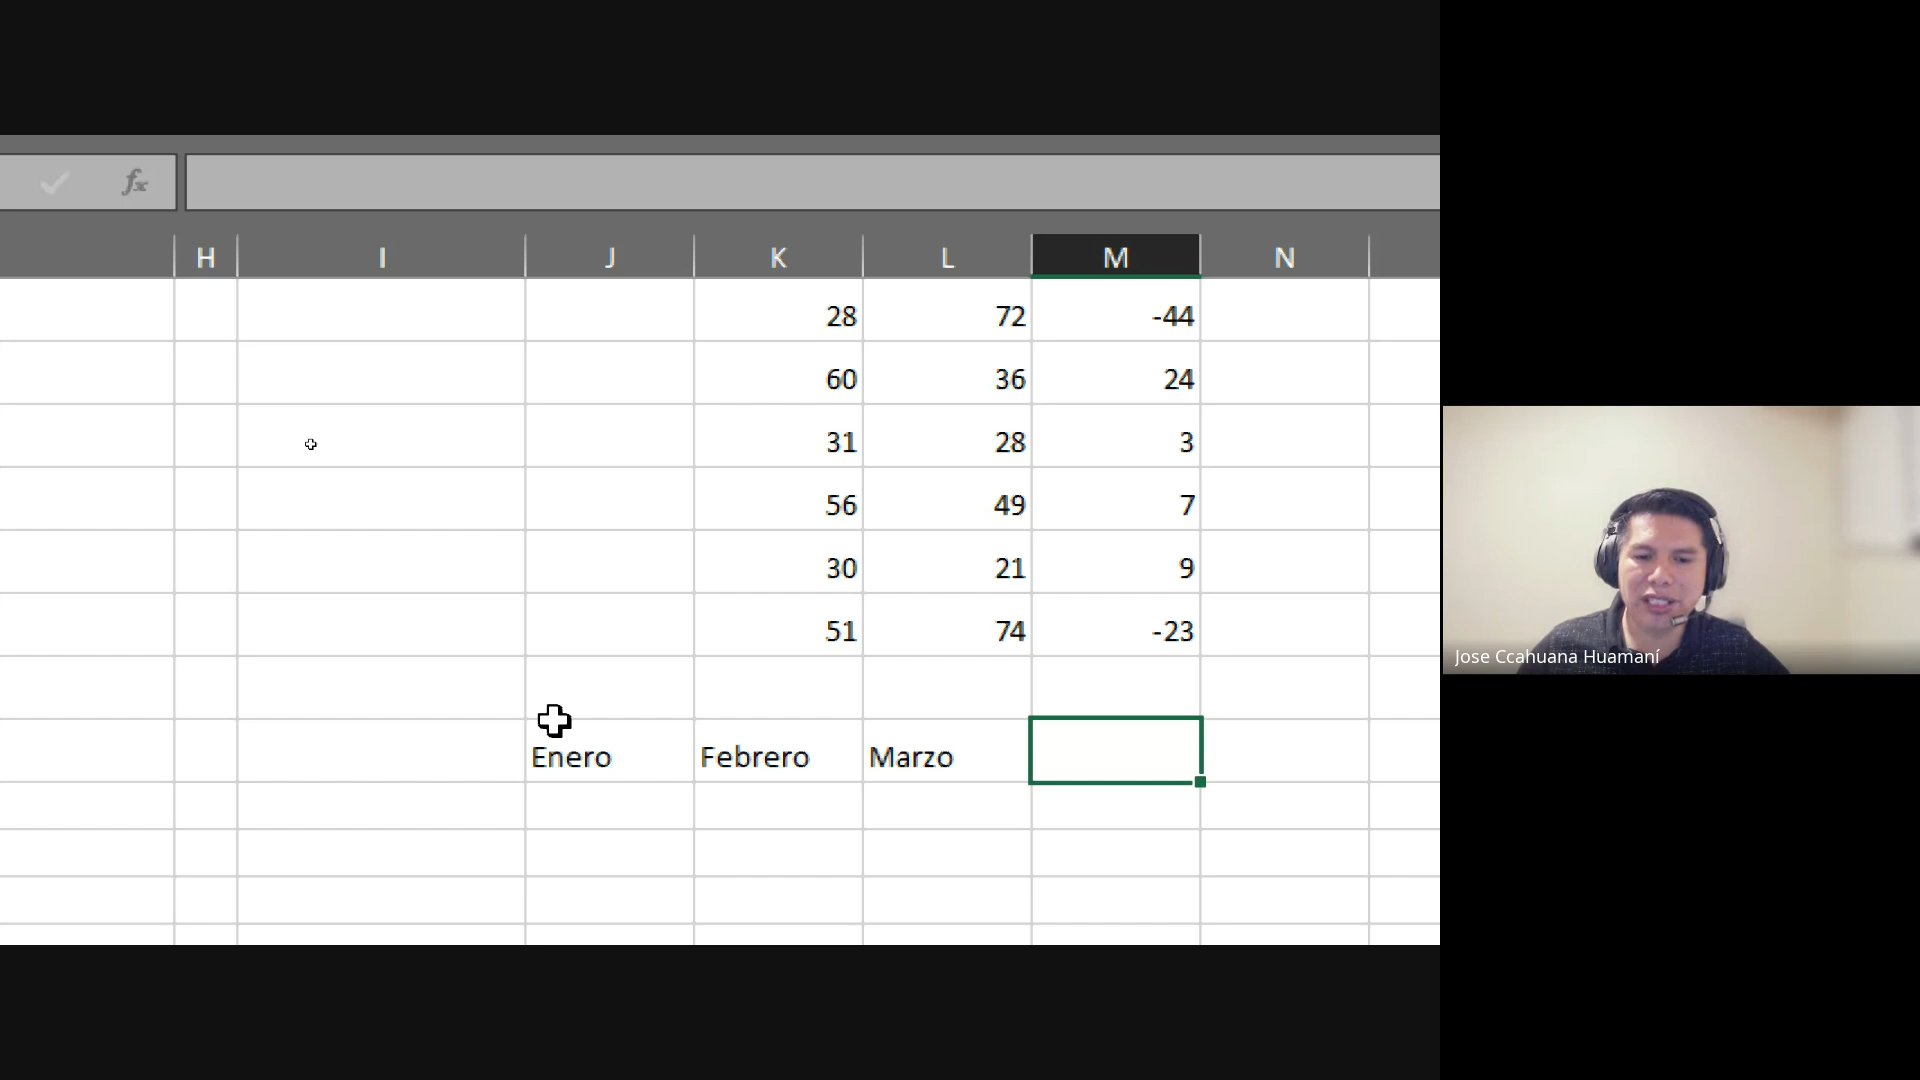 fx
H I J K L M N
28 72 -44
60 36 24
31 28 3
56 49 7
30 21 9
51 74 -23
Enero Febrero Marzo
Jose Ccahuana Huamaní